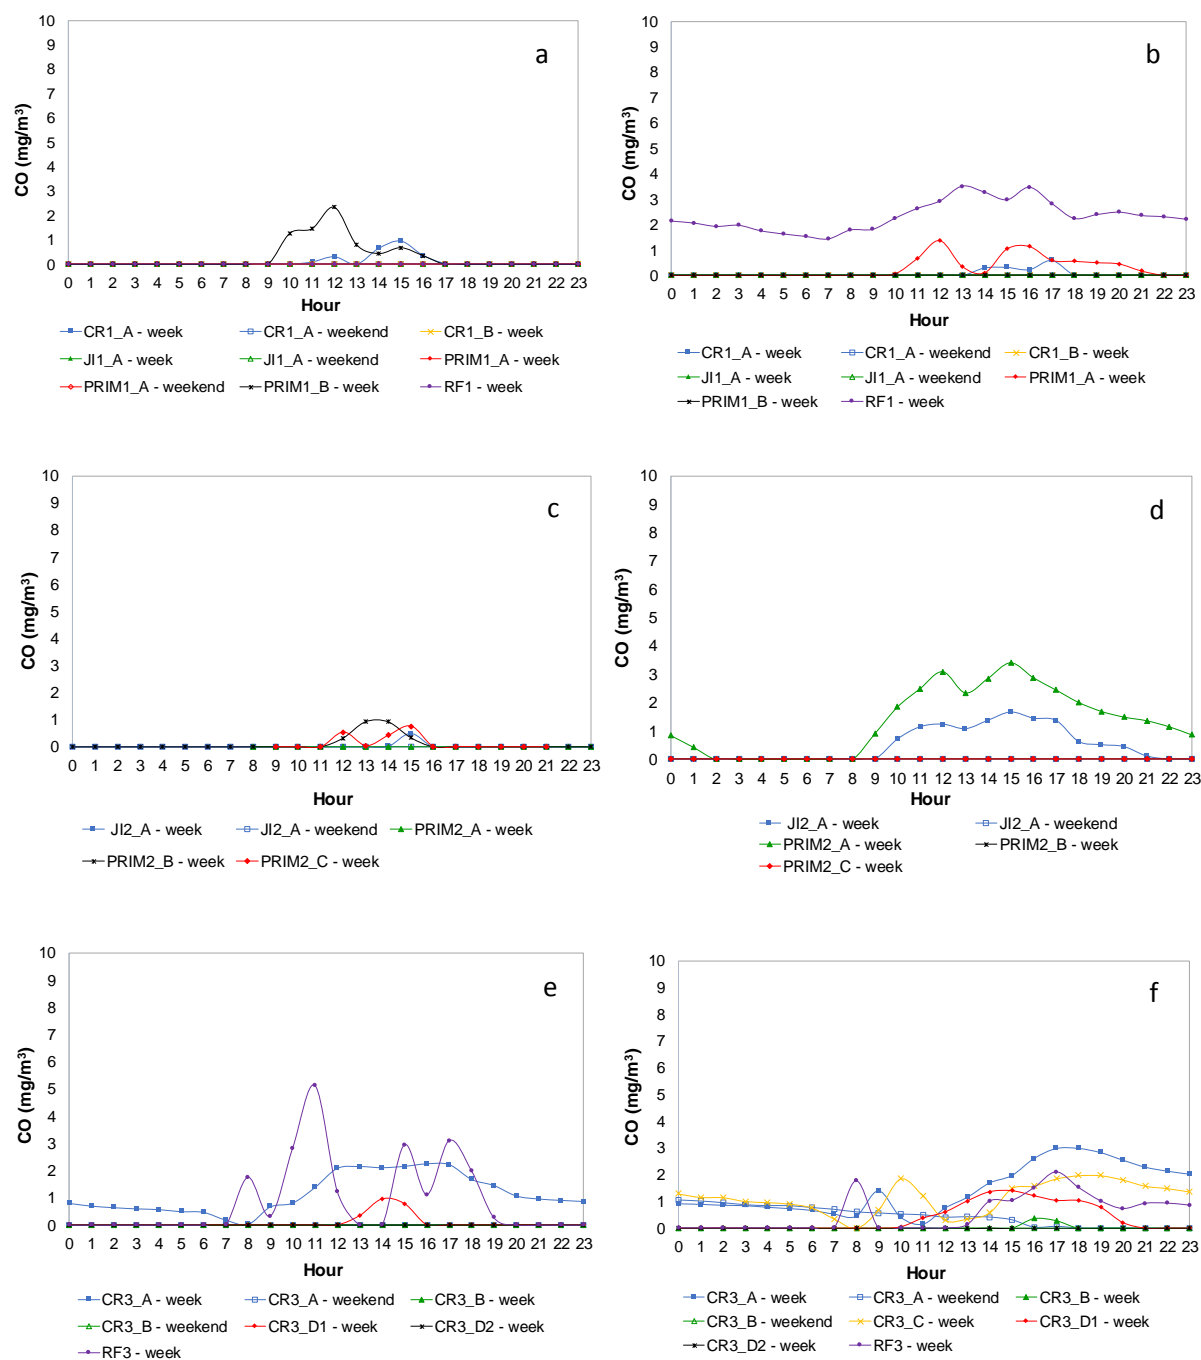 a
10
9
8
7
6
5
4
3
2
1
0
CO (mg/m³)
0 1 2 3 4 5 6 7 8 9 10 11 12 13 14 15 16 17 18 19 20 21 22 23
Hour
CR1_A - week CR1_A - weekend CR1_B - week
JI1_A - week JI1_A - weekend PRIM1_A - week
PRIM1_A - weekend PRIM1_B - week RF1 - week
b
10
9
8
7
6
5
4
3
2
1
0
CO (mg/m³)
0 1 2 3 4 5 6 7 8 9 10 11 12 13 14 15 16 17 18 19 20 21 22 23
Hour
CR1_A - week CR1_A - weekend CR1_B - week
JI1_A - week JI1_A - weekend PRIM1_A - week
PRIM1_B - week RF1 - week
c
10
9
8
7
6
5
4
3
2
1
0
CO (mg/m³)
0 1 2 3 4 5 6 7 8 9 10 11 12 13 14 15 16 17 18 19 20 21 22 23
Hour
JI2_A - week JI2_A - weekend PRIM2_A - week
PRIM2_B - week PRIM2_C - week
d
10
9
8
7
6
5
4
3
2
1
0
CO (mg/m³)
0 1 2 3 4 5 6 7 8 9 10 11 12 13 14 15 16 17 18 19 20 21 22 23
Hour
JI2_A - week JI2_A - weekend
PRIM2_A - week PRIM2_B - week
PRIM2_C - week
e
10
9
8
7
6
5
4
3
2
1
0
CO (mg/m³)
0 1 2 3 4 5 6 7 8 9 10 11 12 13 14 15 16 17 18 19 20 21 22 23
Hour
CR3_A - week CR3_A - weekend CR3_B - week
CR3_B - weekend CR3_D1 - week CR3_D2 - week
RF3 - week
f
10
9
8
7
6
5
4
3
2
1
0
CO (mg/m³)
0 1 2 3 4 5 6 7 8 9 10 11 12 13 14 15 16 17 18 19 20 21 22 23
Hour
CR3_A - week CR3_A - weekend CR3_B - week
CR3_B - weekend CR3_C - week CR3_D1 - week
CR3_D2 - week RF3 - week